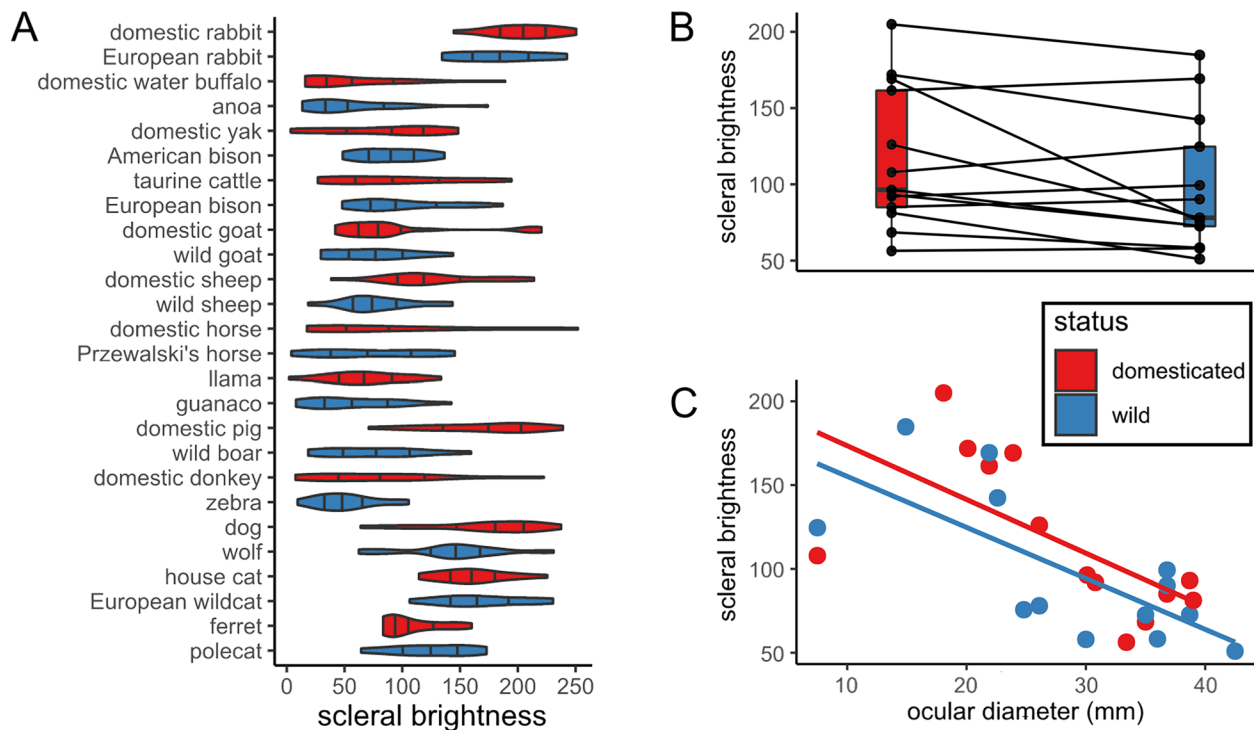 A
domestic rabbit
European rabbit
domestic water buffalo
anoa
domestic yak
American bison
taurine cattle
European bison
domestic goat
wild goat
domestic sheep
wild sheep
domestic horse
Przewalski's horse
llama
guanaco
domestic pig
wild boar
domestic donkey
zebra
dog
wolf
house cat
European wildcat
ferret
polecat
0 50 100 150 200 250
scleral brightness
B
200
150
100
50
scleral brightness
status
domesticated
wild
C
200
150
100
50
scleral brightness
10 20 30 40
ocular diameter (mm)